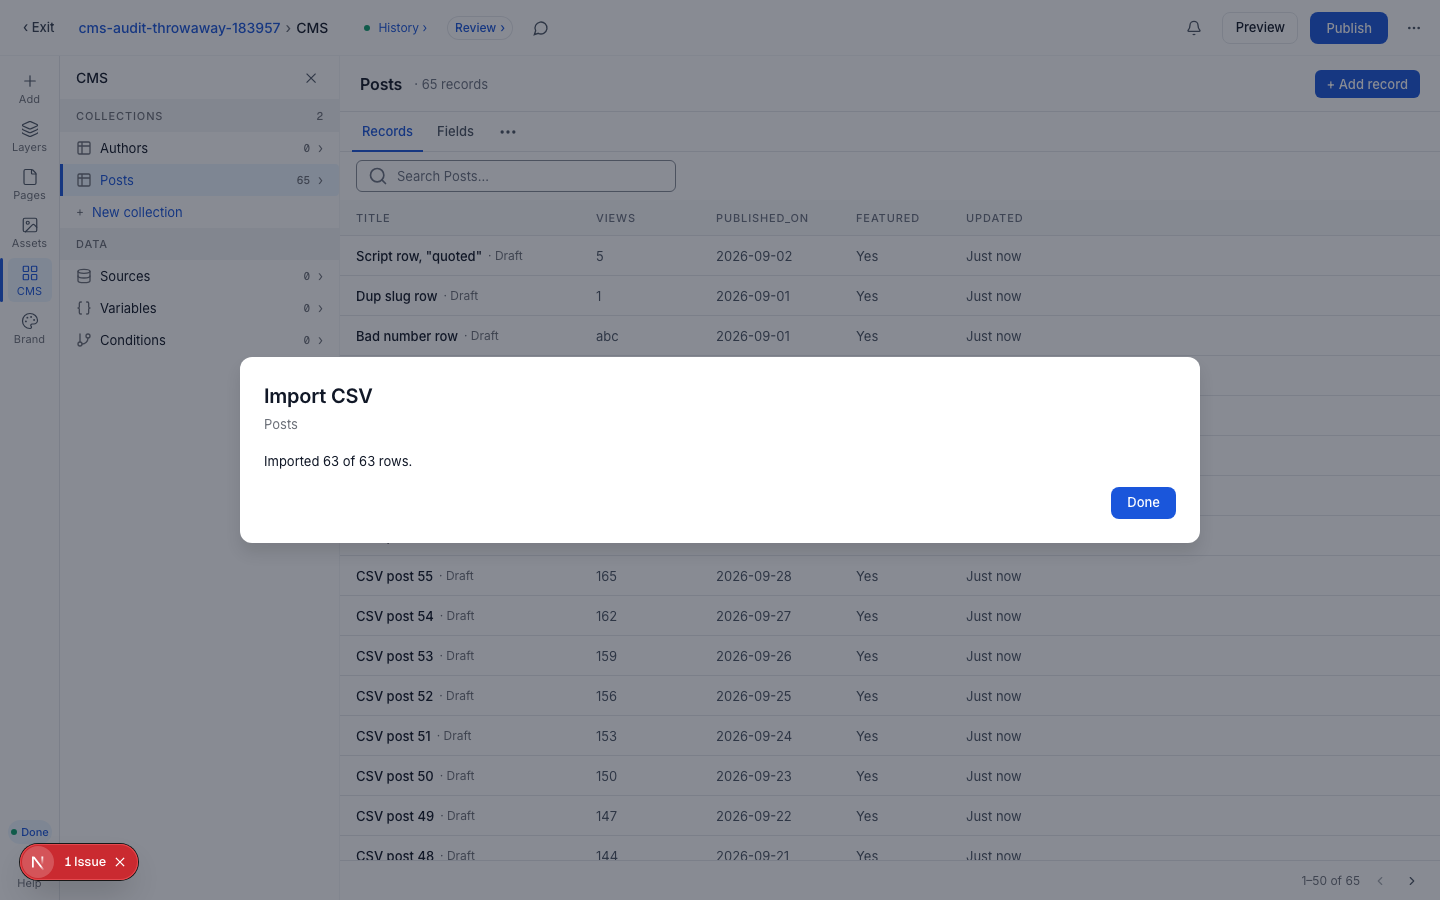 ‹ Exit
cms-audit-throwaway-183957 › CMS
History ›
Review ›
Preview
Publish
Add
Layers
Pages
Assets
CMS
Brand
CMS
COLLECTIONS 2
Authors 0 ›
Posts 65 ›
+ New collection
DATA
Sources 0 ›
Variables 0 ›
Conditions 0 ›
Posts · 65 records
+ Add record
Records Fields
Search Posts...
TITLE VIEWS PUBLISHED_ON FEATURED UPDATED
Script row, "quoted" · Draft 5 2026-09-02 Yes Just now
Dup slug row · Draft 1 2026-09-01 Yes Just now
Bad number row · Draft abc 2026-09-01 Yes Just now
Import CSV
Posts
Imported 63 of 63 rows.
Done
CSV post 55 · Draft 165 2026-09-28 Yes Just now
CSV post 54 · Draft 162 2026-09-27 Yes Just now
CSV post 53 · Draft 159 2026-09-26 Yes Just now
CSV post 52 · Draft 156 2026-09-25 Yes Just now
CSV post 51 · Draft 153 2026-09-24 Yes Just now
CSV post 50 · Draft 150 2026-09-23 Yes Just now
CSV post 49 · Draft 147 2026-09-22 Yes Just now
CSV post 48 · Draft 144 2026-09-21 Yes Just now
1–50 of 65
Done
N 1 Issue
Help